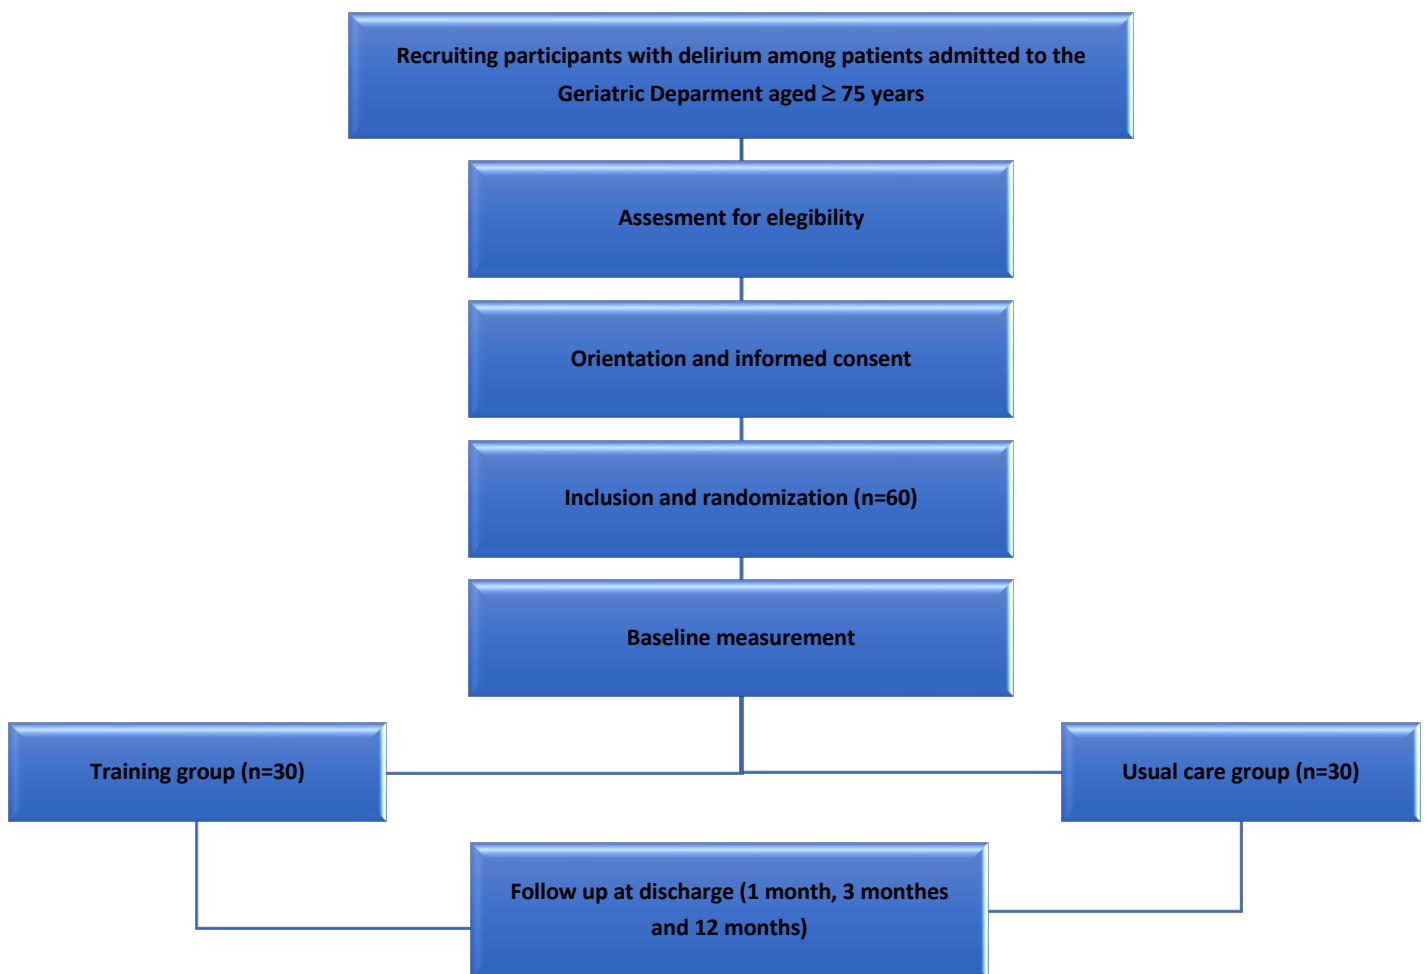 Recruiting participants with delirium among patients admitted to the
Geriatric Deparment aged ≥ 75 years
Assesment for elegibility
Orientation and informed consent
Inclusion and randomization (n=60)
Baseline measurement
Training group (n=30)
Usual care group (n=30)
Follow up at discharge (1 month, 3 monthes
and 12 months)